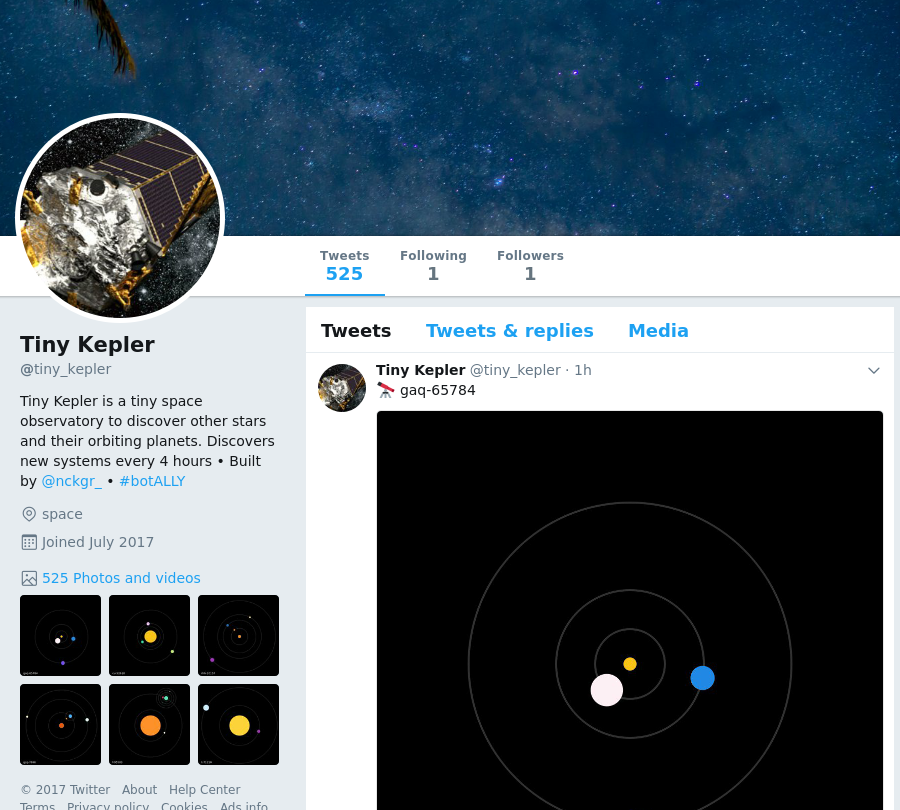 Tweets
525
Following
1
Followers
1
Tiny Kepler
@tiny_kepler
Tiny Kepler is a tiny space
observatory to discover other stars
and their orbiting planets. Discovers
new systems every 4 hours • Built
by @nckgr_ • #botALLY
space
Joined July 2017
525 Photos and videos
© 2017 Twitter About Help Center
Terms Privacy policy Cookies Ads info
Tweets Tweets & replies Media
Tiny Kepler @tiny_kepler · 1h
gaq-65784